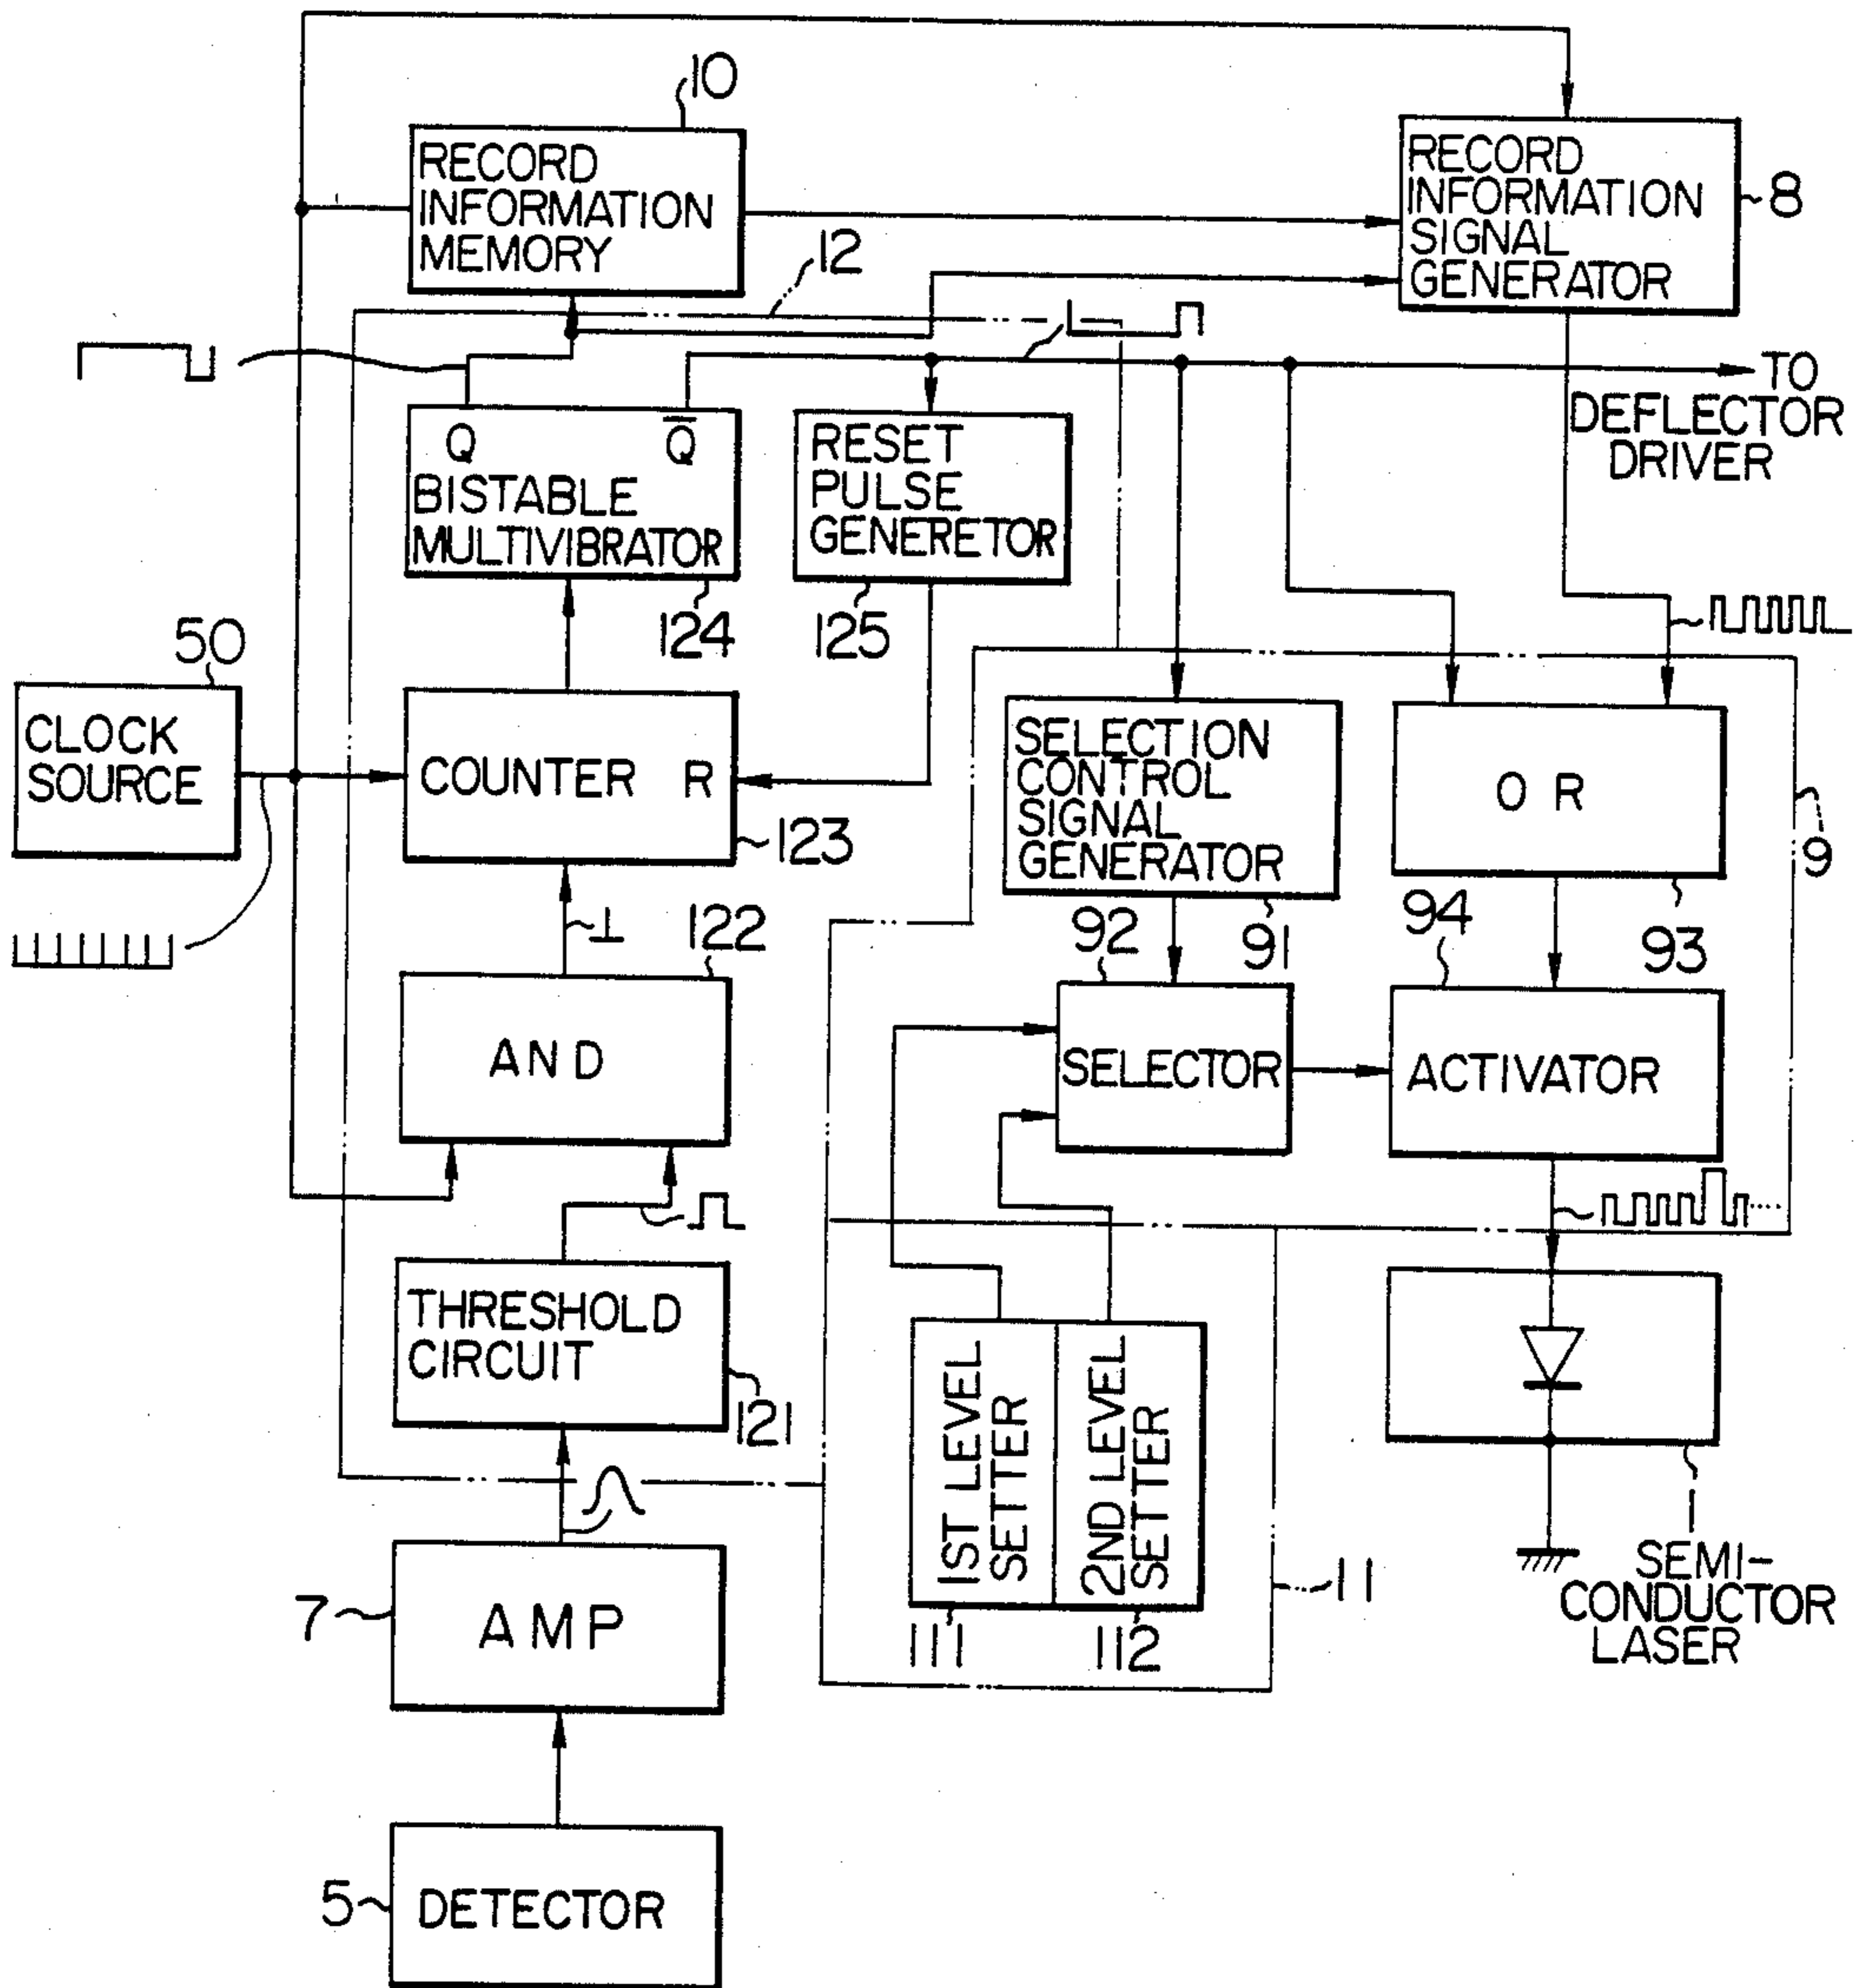 10
RECORD
INFORMATION
MEMORY
RECORD
INFORMATION
SIGNAL
GENERATOR
8
12
TO
DEFLECTOR
DRIVER
Q
Q̅
BISTABLE
MULTIVIBRATOR
124
RESET
PULSE
GENERETOR
125
50
CLOCK
SOURCE
COUNTER R
123
SELECTION
CONTROL
SIGNAL
GENERATOR
91
OR
93
9
122
AND
92
SELECTOR
94
ACTIVATOR
THRESHOLD
CIRCUIT
121
1ST LEVEL
SETTER
2ND LEVEL
SETTER
111
112
11
SEMI-
CONDUCTOR
LASER
7
AMP
5
DETECTOR